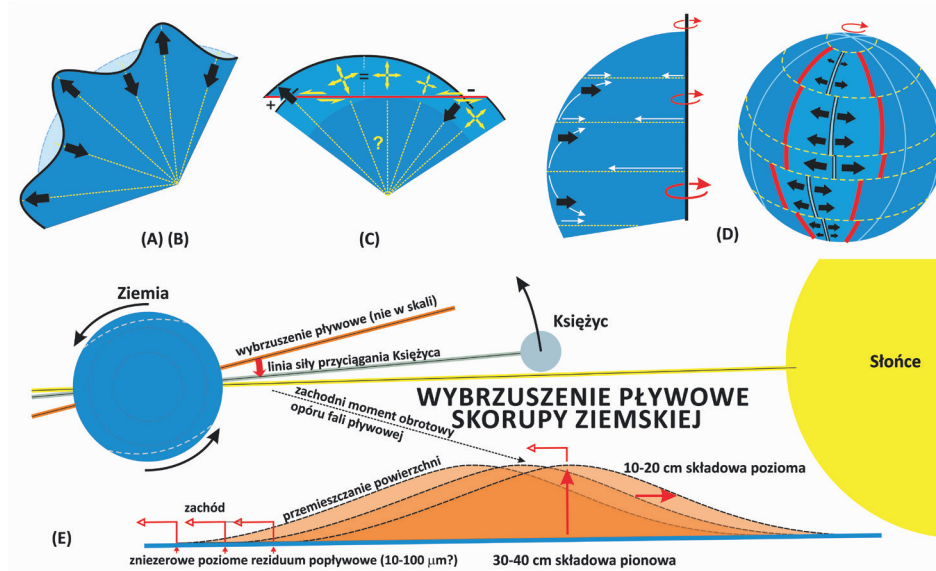 +
=
-
?
(A) (B)
(C)
(D)
Ziemia
wybrzuszenie pływowe (nie w skali)
linia siły przyciągania Księżyca
Księżyc
Słońce
zachodni moment obrotowy
opóru fali pływowej
WYBRZUSZENIE PŁYWOWE
SKORUPY ZIEMSKIEJ
przemieszczanie powierzchni
10-20 cm składowa pozioma
zachód
(E)
zniezerowe poziome reziduum popływowe (10-100 µm?)
30-40 cm składowa pionowa